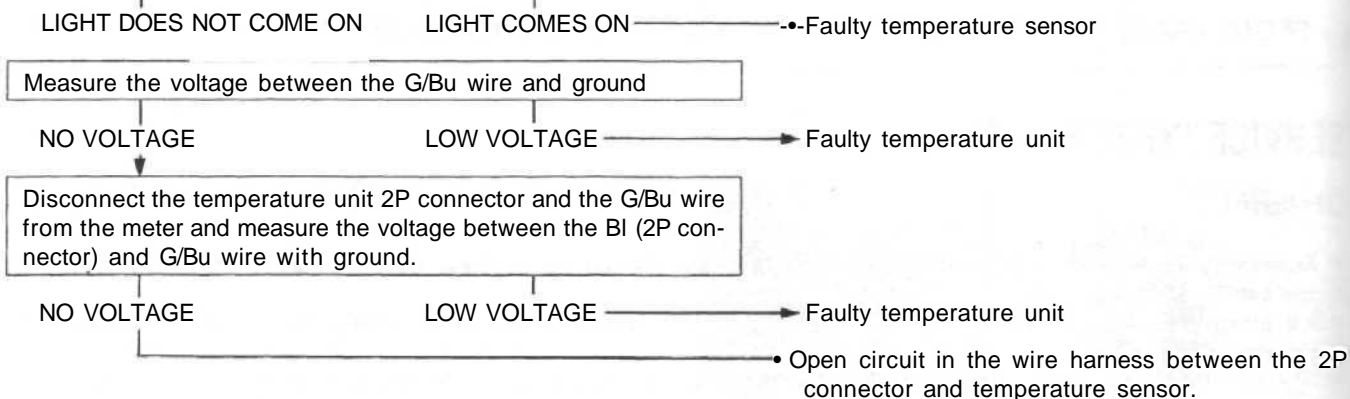 LIGHT DOES NOT COME ON LIGHT COMES ON -•-Faulty temperature sensor
Measure the voltage between the G/Bu wire and ground
NO VOLTAGE LOW VOLTAGE Faulty temperature unit
Disconnect the temperature unit 2P connector and the G/Bu wire
from the meter and measure the voltage between the BI (2P con-
nector) and G/Bu wire with ground.
NO VOLTAGE LOW VOLTAGE Faulty temperature unit
• Open circuit in the wire harness between the 2P
connector and temperature sensor.